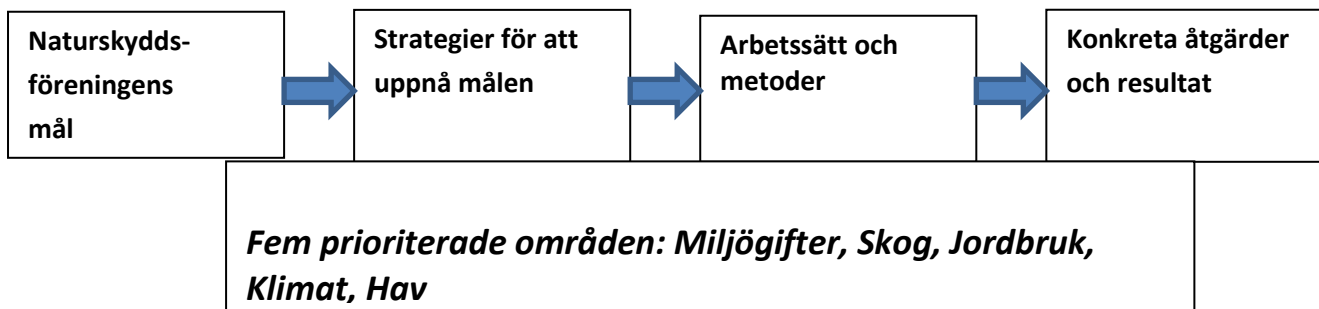 Naturskydds-
föreningens
mål
Strategier för att
uppnå målen
Arbetssätt och
metoder
Konkreta åtgärder
och resultat
Fem prioriterade områden: Miljögifter, Skog, Jordbruk,
Klimat, Hav